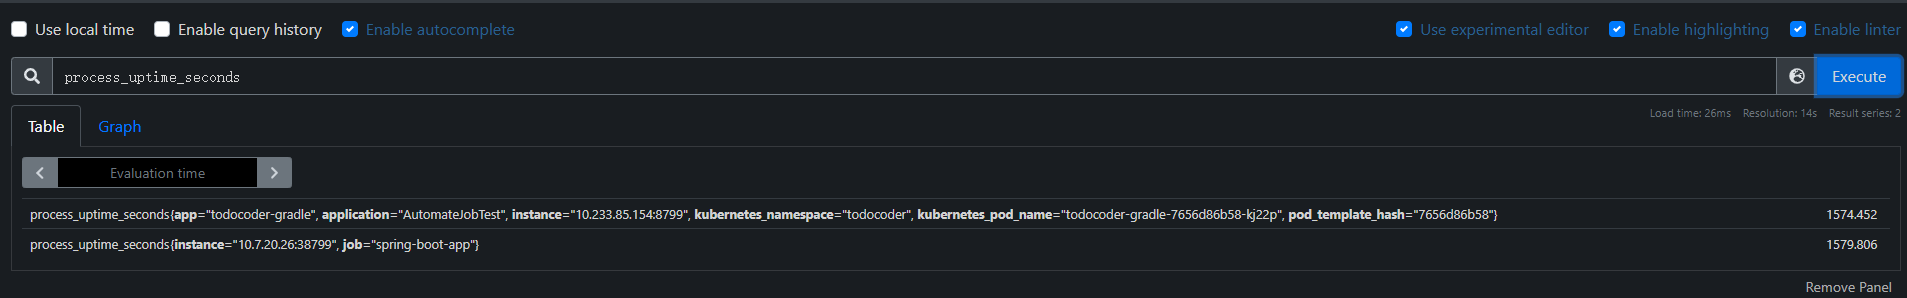 Use local time Enable query history Enable autocomplete Use experimental editor Enable highlighting Enable linter
process_uptime_seconds Execute
Table Graph Load time: 26ms Resolution: 14s Result series: 2
Evaluation time
process_uptime_seconds{app="todocoder-gradle", application="AutomateJobTest", instance="10.233.85.154:8799", kubernetes_namespace="todocoder", kubernetes_pod_name="todocoder-gradle-7656d86b58-kj22p", pod_template_hash="7656d86b58"} 1574.452
process_uptime_seconds{instance="10.7.20.26:38799", job="spring-boot-app"} 1579.806
Remove Panel